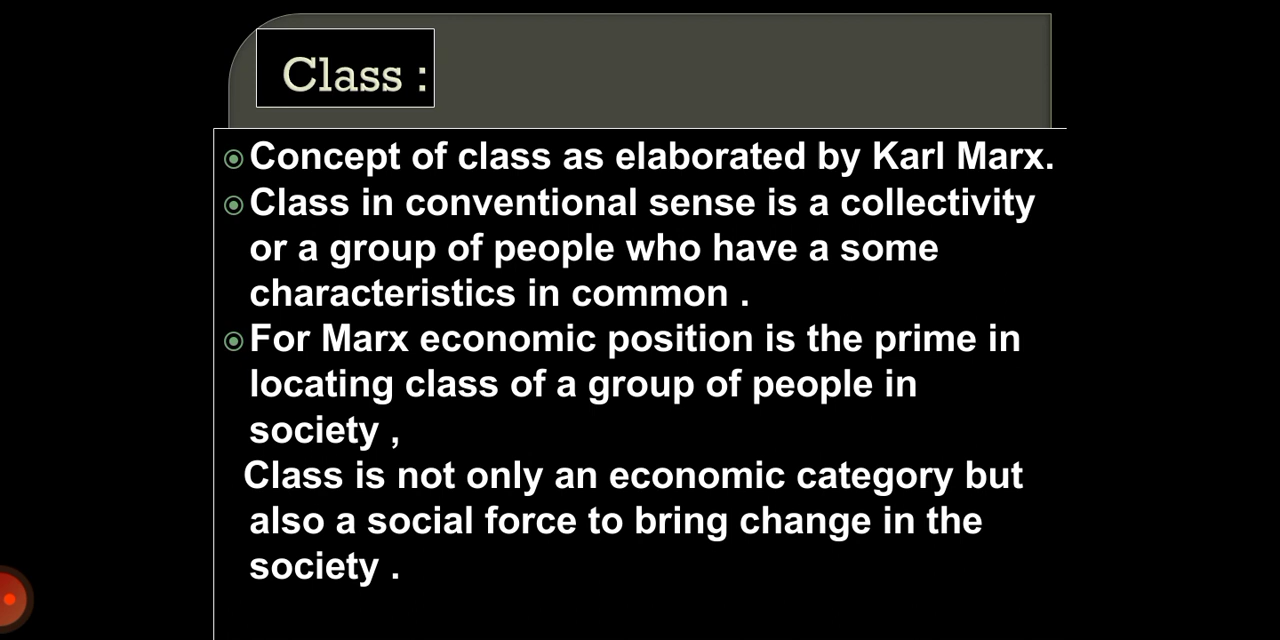 Class :
Concept of class as elaborated by Karl Marx.
Class in conventional sense is a collectivity
or a group of people who have a some
characteristics in common .
For Marx economic position is the prime in
locating class of a group of people in
society ,
Class is not only an economic category but
also a social force to bring change in the
society .